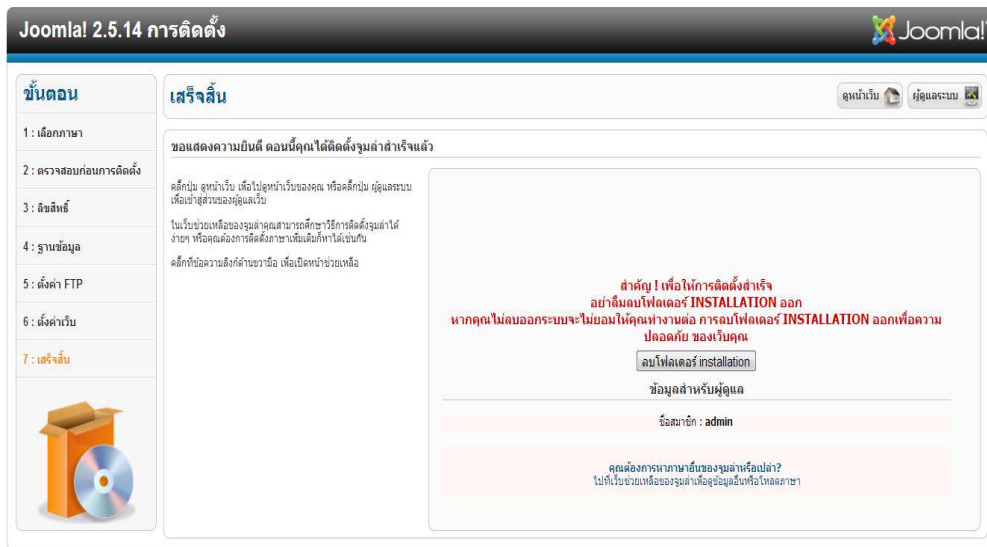 Joomla! 2.5.14 การติดตั้ง
Joomla!
ขั้นตอน
1 : เลือกภาษา
2 : ตรวจสอบก่อนการติดตั้ง
3 : ลิขสิทธิ์
4 : ฐานข้อมูล
5 : ตั้งค่า FTP
6 : ตั้งค่าเว็บ
7 : เสร็จสิ้น
เสร็จสิ้น
ดูหน้าเว็บ
ผู้ดูแลระบบ
ขอแสดงความยินดี ตอนนี้คุณได้ติดตั้งจูมล่าสำเร็จแล้ว
คลิ๊กปุ่ม ดูหน้าเว็บ เพื่อไปดูหน้าเว็บของคุณ หรือคลิ๊กปุ่ม ผู้ดูแลระบบ
เพื่อเข้าสู่ส่วนของผู้ดูแลเว็บ
ในเว็บช่วยเหลือของจูมล่าคุณสามารถศึกษาวิธีการติดตั้งจูมล่าได้
ง่ายๆ หรือคุณต้องการติดตั้งภาษาเพิ่มเติมก็หาได้เช่นกัน
คลิ๊กที่ข้อความลิงก์ด้านขวามือ เพื่อเปิดหน้าช่วยเหลือ
สำคัญ ! เพื่อให้การติดตั้งสำเร็จ
อย่าลืมลบโฟลเดอร์ INSTALLATION ออก
หากคุณไม่ลบออกระบบจะไม่ยอมให้คุณทำงานต่อ การลบโฟลเดอร์ INSTALLATION ออกเพื่อความ
ปลอดภัย ของเว็บคุณ
ลบโฟลเดอร์ installation
ข้อมูลสำหรับผู้ดูแล
ชื่อสมาชิก : admin
คุณต้องการหาภาษาอื่นของจูมล่าหรือเปล่า?
ไปที่เว็บช่วยเหลือของจูมล่าเพื่อดูข้อมูลอื่นหรือโหลดภาษา